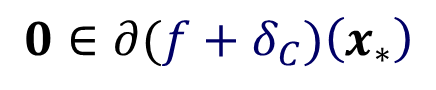 𝟎 ∈ ∂(𝑓 + 𝛿_𝐶)(𝒙_∗)